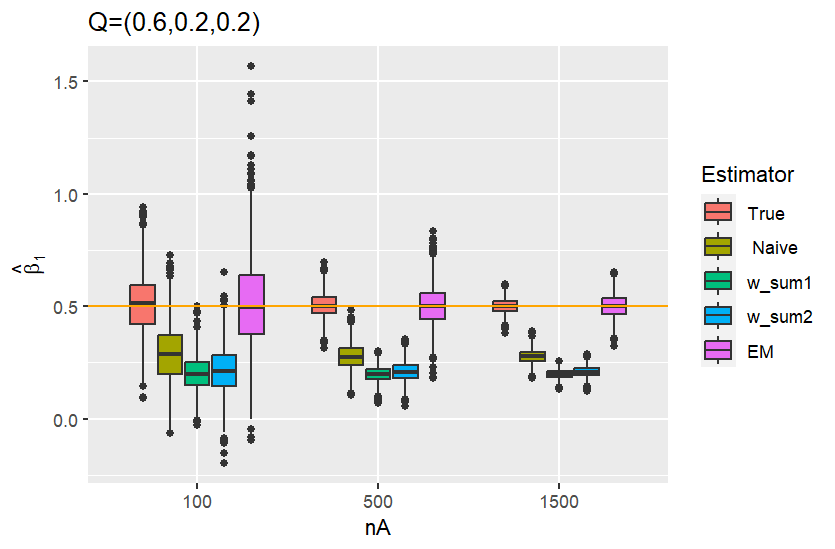 Q=(0.6,0.2,0.2)
1.5
1.0
0.5
0.0
β̂₁
100
500
1500
nA
Estimator
True
Naive
w_sum1
w_sum2
EM